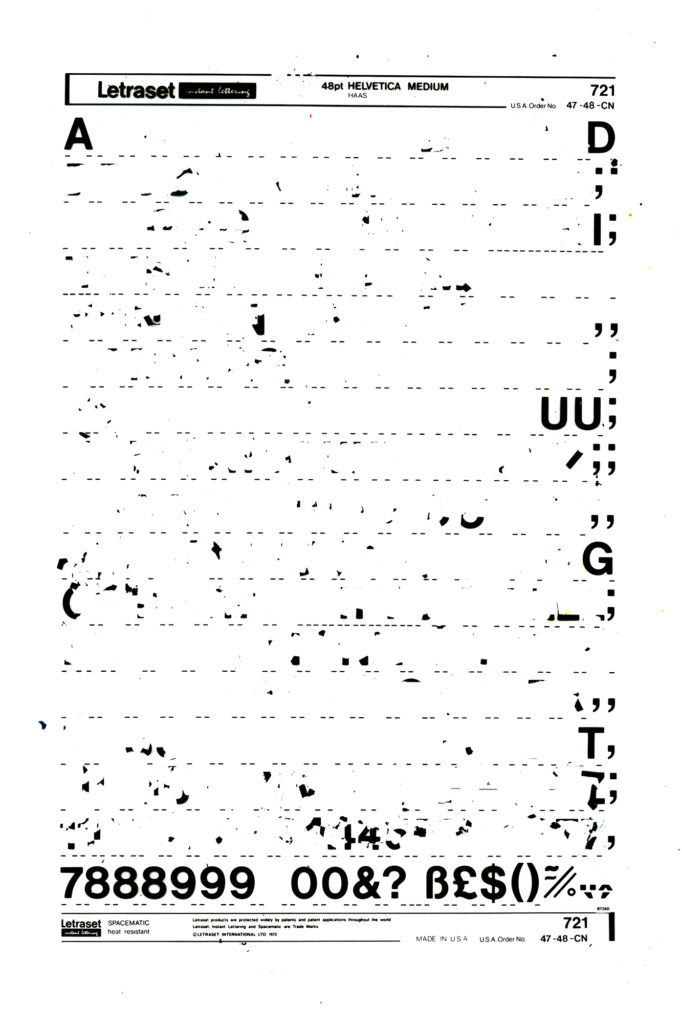 Letraset instant lettering 48pt HELVETICA MEDIUM 721
HAAS
U.S.A. Order No. 47-48-CN
A D
;
I;
,,
;
UU;
;;
,,
G
;
,,
T,
;
4 ,
7888999 00&? ß£$()
B7350
Letraset SPACEMATIC Letraset products are protected widely by patents and patent applications throughout the world 721
instant lettering heat resistant Letraset, Instant Lettering and Spacematic are Trade Marks
© LETRASET INTERNATIONAL LTD 1972 MADE IN U.S.A. U.S.A. Order No. 47-48-CN